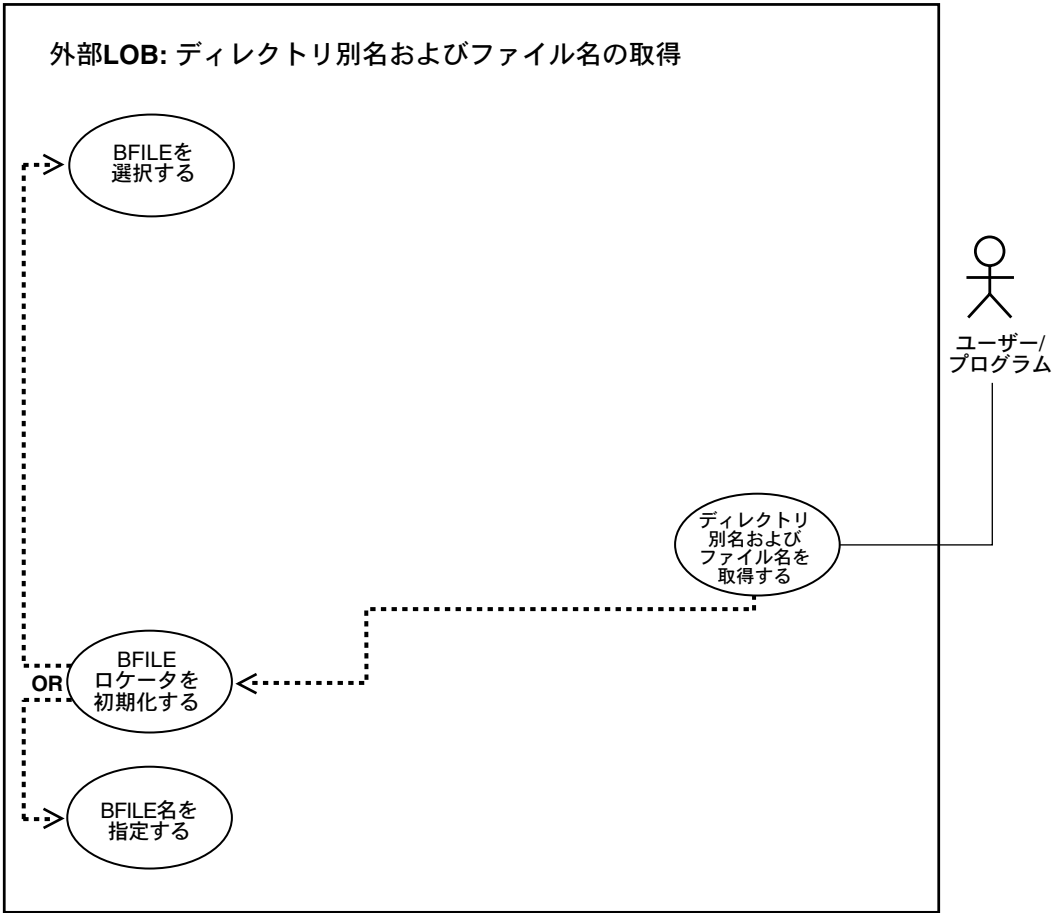 外部LOB: ディレクトリ別名およびファイル名の取得
BFILEを
選択する
ユーザー/
プログラム
ディレクトリ
別名および
ファイル名を
取得する
BFILE
ロケータを
初期化する
OR
BFILE名を
指定する